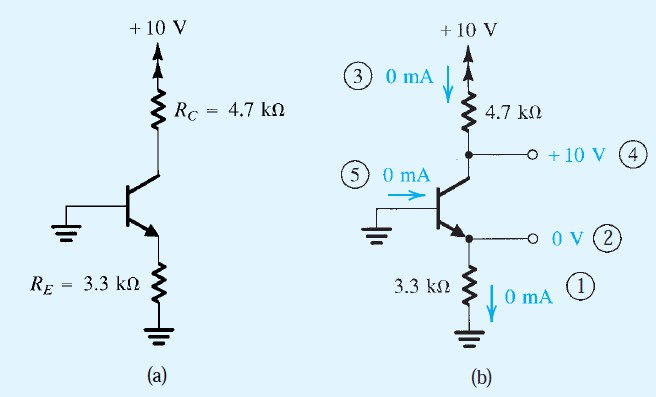 + 10 V
R_C = 4.7 kΩ
R_E = 3.3 kΩ
(a)
+ 10 V
3 0 mA
4.7 kΩ
+ 10 V 4
5 0 mA
0 V 2
3.3 kΩ
0 mA 1
(b)